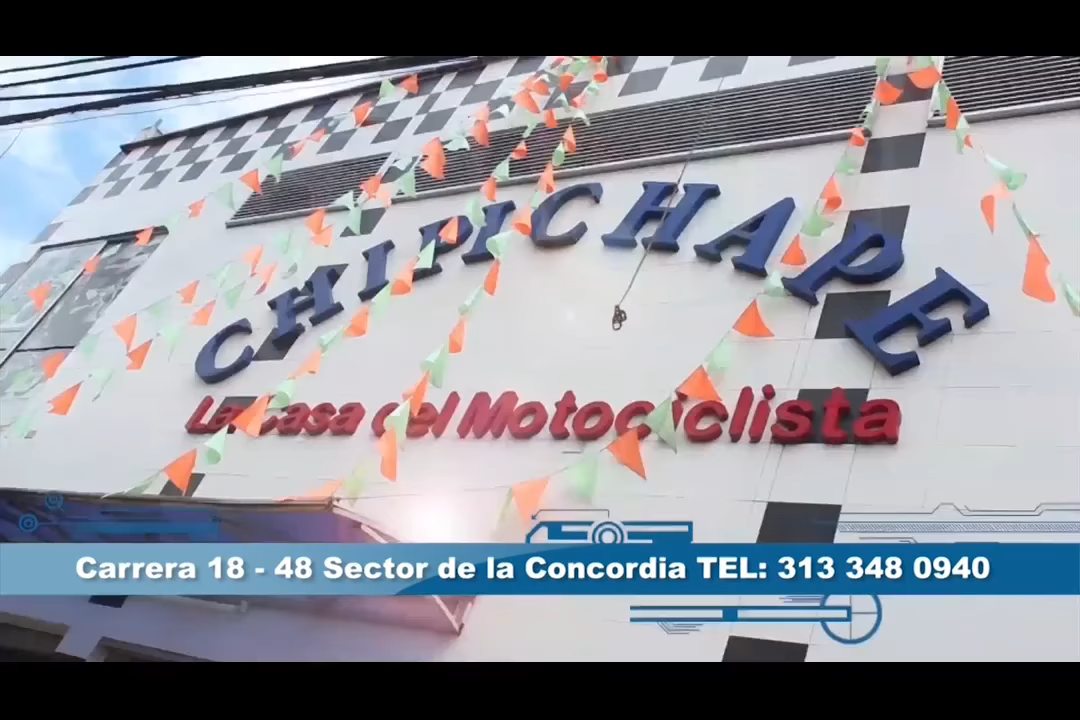 CHIPICHAPE
La Casa del Motociclista
Carrera 18 - 48 Sector de la Concordia TEL: 313 348 0940